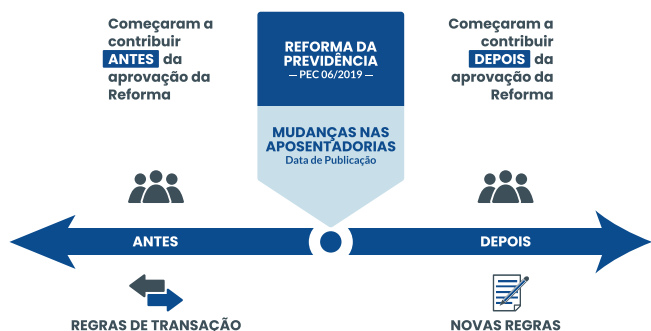 Começaram a
contribuir
ANTES da
aprovação da
Reforma
REFORMA DA
PREVIDÊNCIA
— PEC 06/2019 —
MUDANÇAS NAS
APOSENTADORIAS
Data de Publicação
Começaram a
contribuir
DEPOIS da
aprovação da
Reforma
ANTES
DEPOIS
REGRAS DE TRANSAÇÃO
NOVAS REGRAS